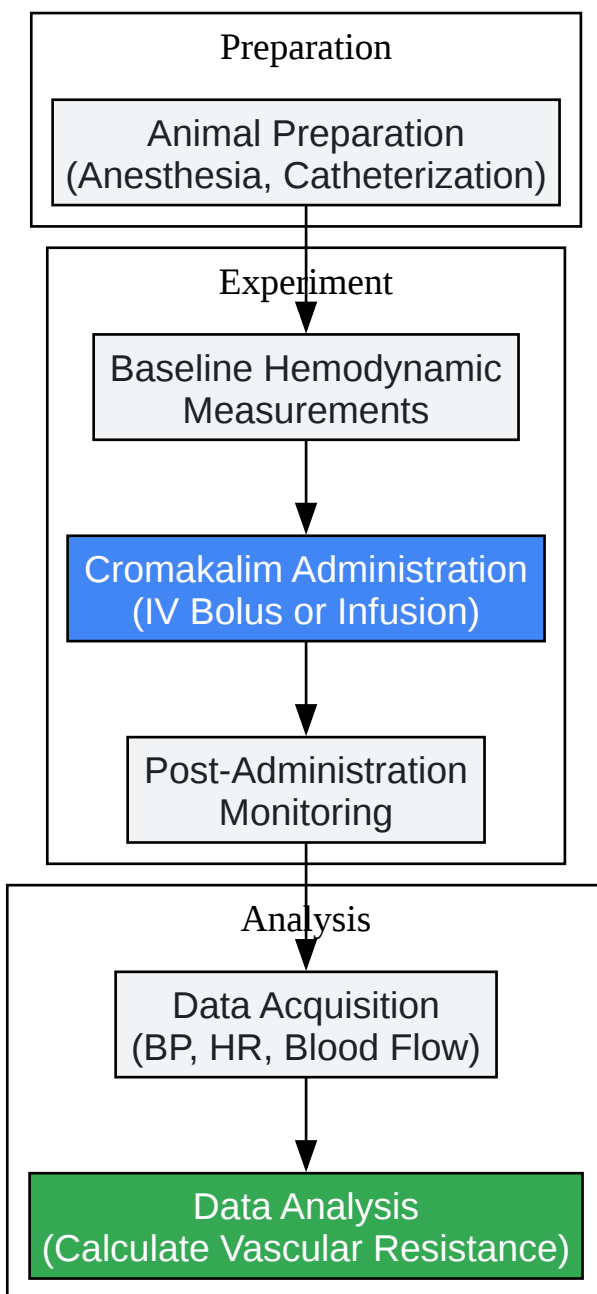 Preparation
Animal Preparation
(Anesthesia, Catheterization)
Experiment
Baseline Hemodynamic
Measurements
Cromakalim Administration
(IV Bolus or Infusion)
Post-Administration
Monitoring
Analysis
Data Acquisition
(BP, HR, Blood Flow)
Data Analysis
(Calculate Vascular Resistance)